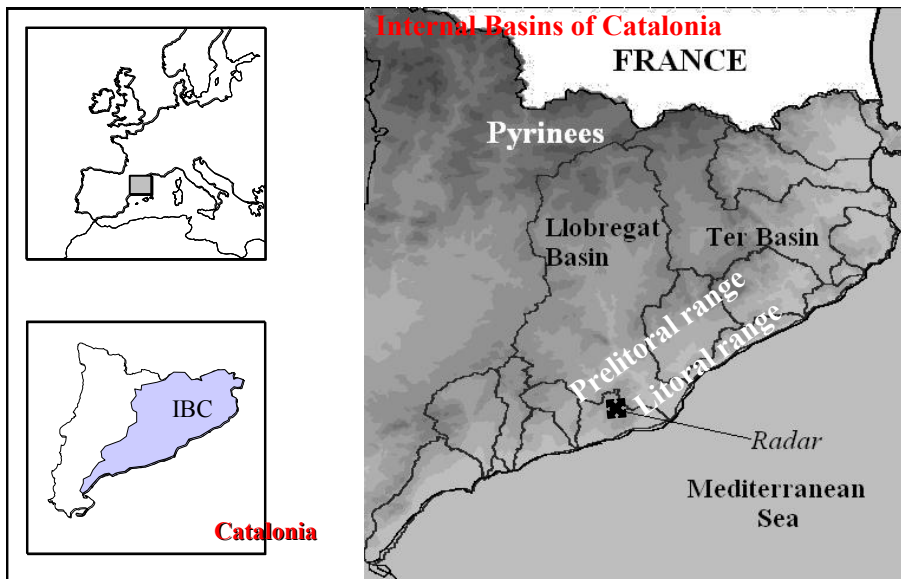 Internal Basins of Catalonia
FRANCE
Pyrinees
Llobregat
Basin
Ter Basin
Prelitoral range
Litoral range
Radar
Mediterranean
Sea
IBC
Catalonia